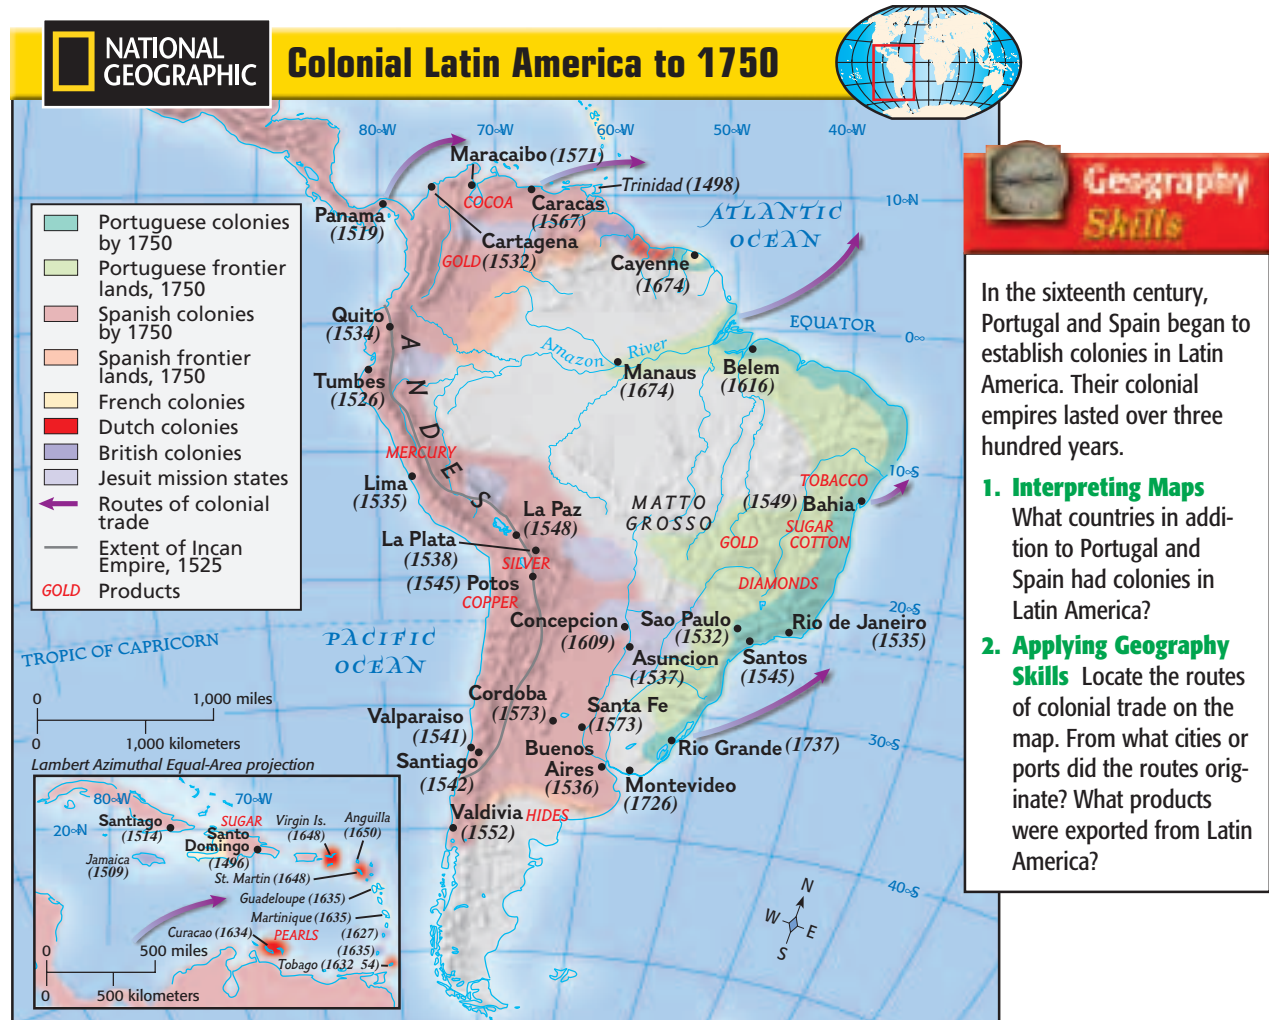 NATIONAL
GEOGRAPHIC
Colonial Latin America to 1750
80°W
70°W
60°W
50°W
40°W
Maracaibo (1571)
Trinidad (1498)
COCOA
Caracas
(1567)
10°N
Panama
(1519)
ATLANTIC
OCEAN
Cartagena
(1532)
GOLD
Cayenne
(1674)
Portuguese colonies
by 1750
Portuguese frontier
lands, 1750
Spanish colonies
by 1750
Spanish frontier
lands, 1750
French colonies
Dutch colonies
British colonies
Jesuit mission states
Routes of colonial
trade
Extent of Incan
Empire, 1525
GOLD Products
Quito
(1534)
EQUATOR
0°
Amazon River
Manaus
(1674)
Belem
(1616)
Tumbes
(1526)
ANDES
MERCURY
Lima
(1535)
10°S
TOBACCO
MATTO
GROSSO
(1549) Bahia
SUGAR
COTTON
GOLD
La Paz
(1548)
La Plata
(1538)
SILVER
(1545) Potos
COPPER
DIAMONDS
20°S
Concepcion
(1609)
Sao Paulo
(1532)
Rio de Janeiro
(1535)
Asuncion
(1537)
Santos
(1545)
TROPIC OF CAPRICORN
PACIFIC
OCEAN
Cordoba
(1573)
Santa Fe
(1573)
Valparaiso
(1541)
Santiago
(1542)
Buenos
Aires
(1536)
Rio Grande (1737)
30°S
Montevideo
(1726)
Valdivia
(1552)
HIDES
40°S
N
W
E
S
0 1,000 miles
0 1,000 kilometers
Lambert Azimuthal Equal-Area projection
80°W
70°W
20°N
Santiago
(1514)
SUGAR
Santo
Domingo
(1496)
Virgin Is.
(1648)
Anguilla
(1650)
Jamaica
(1509)
St. Martin (1648)
Guadeloupe (1635)
Martinique (1635)
Curacao (1634)
PEARLS
(1627)
(1635)
Tobago (1632 54)
0 500 miles
0 500 kilometers
Geography
Skills
In the sixteenth century,
Portugal and Spain began to
establish colonies in Latin
America. Their colonial
empires lasted over three
hundred years.
1. Interpreting Maps
What countries in addi-
tion to Portugal and
Spain had colonies in
Latin America?
2. Applying Geography
Skills Locate the routes
of colonial trade on the
map. From what cities or
ports did the routes orig-
inate? What products
were exported from Latin
America?